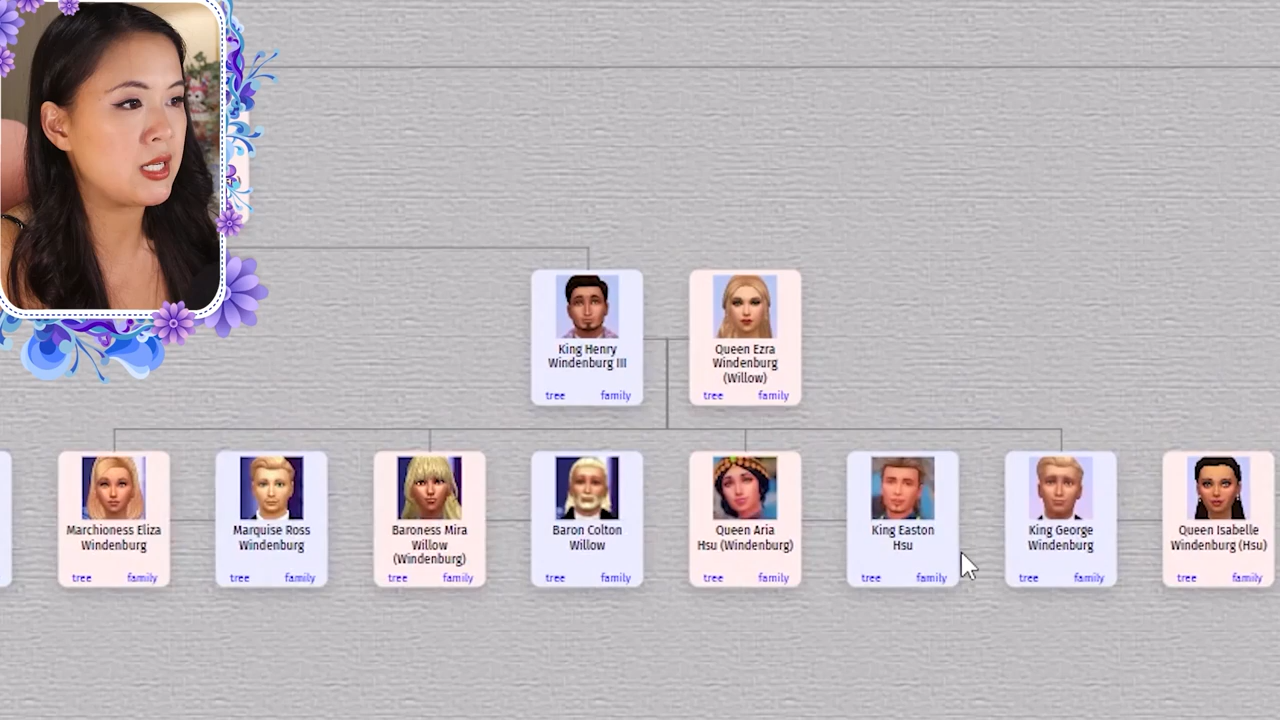 King Henry
Windenburg III
tree family
Queen Ezra
Windenburg
(Willow)
tree family
Marchioness Eliza
Windenburg
tree family
Marquise Ross
Windenburg
tree family
Baroness Mira
Willow
(Windenburg)
tree family
Baron Colton
Willow
tree family
Queen Aria
Hsu (Windenburg)
tree family
King Easton
Hsu
tree family
King George
Windenburg
tree family
Queen Isabelle
Windenburg (Hsu)
tree family